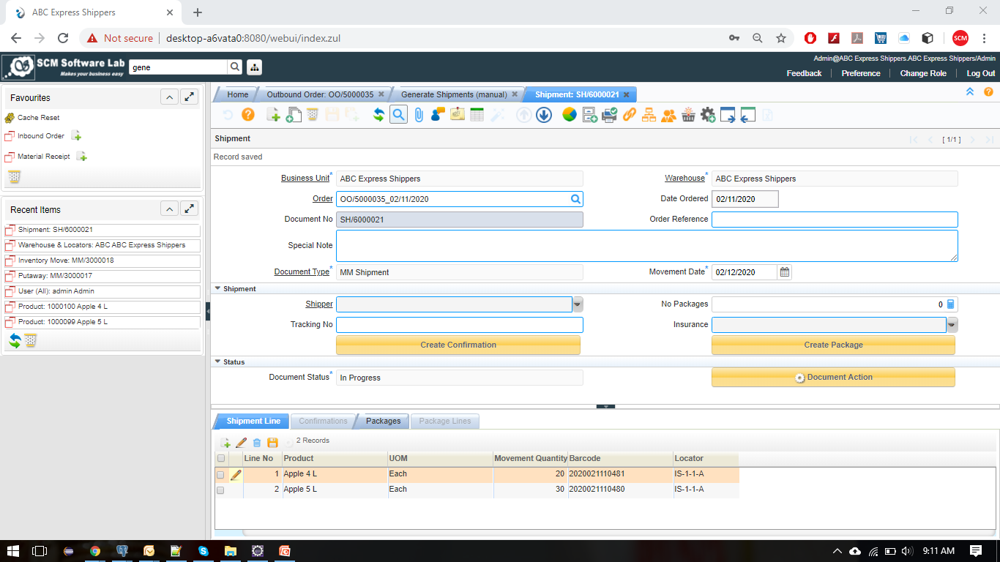 ABC Express Shippers
Not secure | desktop-a6vata0:8080/webui/index.zul
SCM
SCM Software Lab
Makes your business easy
gene
Admin@ABC Express Shippers.ABC Express Shippers/Admin
Feedback | Preference | Change Role | Log Out
Favourites
Cache Reset
Inbound Order
Material Receipt
Recent Items
Shipment: SH/6000021
Warehouse & Locators: ABC ABC Express Shippers
Inventory Move: MM/3000018
Putaway: MM/3000017
User (All): admin Admin
Product: 1000100 Apple 4 L
Product: 1000099 Apple 5 L
Home Outbound Order: OO/5000035 Generate Shipments (manual) Shipment: SH/6000021
Shipment [ 1/1 ]
Record saved
Business Unit* ABC Express Shippers Warehouse* ABC Express Shippers
Order OO/5000035_02/11/2020 Date Ordered 02/11/2020
Document No SH/6000021 Order Reference
Special Note
Document Type* MM Shipment Movement Date* 02/12/2020
Shipment
Shipper No Packages 0
Tracking No Insurance
Create Confirmation Create Package
Status
Document Status* In Progress Document Action
Shipment Line Confirmations Packages Package Lines
2 Records
Line No Product UOM Movement Quantity Barcode Locator
1 Apple 4 L Each 20 2020021110481 IS-1-1-A
2 Apple 5 L Each 30 2020021110480 IS-1-1-A
9:11 AM